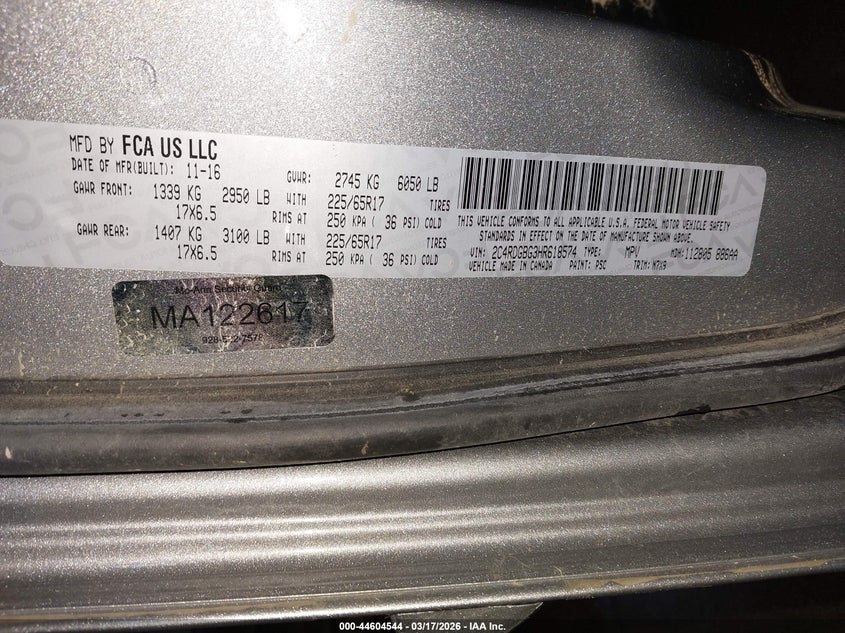 MFD BY FCA US LLC
DATE OF MFR(BUILT): 11-16 GVWR: 2745 KG 6050 LB
GAWR FRONT: 1339 KG 2950 LB WITH 225/65R17 TIRES
17X6.5 RIMS AT 250 KPA ( 36 PSI) COLD
GAWR REAR: 1407 KG 3100 LB WITH 225/65R17 TIRES
17X6.5 RIMS AT 250 KPA ( 36 PSI) COLD
THIS VEHICLE CONFORMS TO ALL APPLICABLE U.S.A. FEDERAL MOTOR VEHICLE SAFETY
STANDARDS IN EFFECT ON THE DATE OF MANUFACTURE SHOWN ABOVE.
VIN: 2C4RDGBG3HR618574 TYPE: MPV MDH: 112805 886AA
VEHICLE MADE IN CANADA PAINT: PSC TRIM: M7X9
MA122617
000-44604544 — 03/17/2026 — IAA Inc.